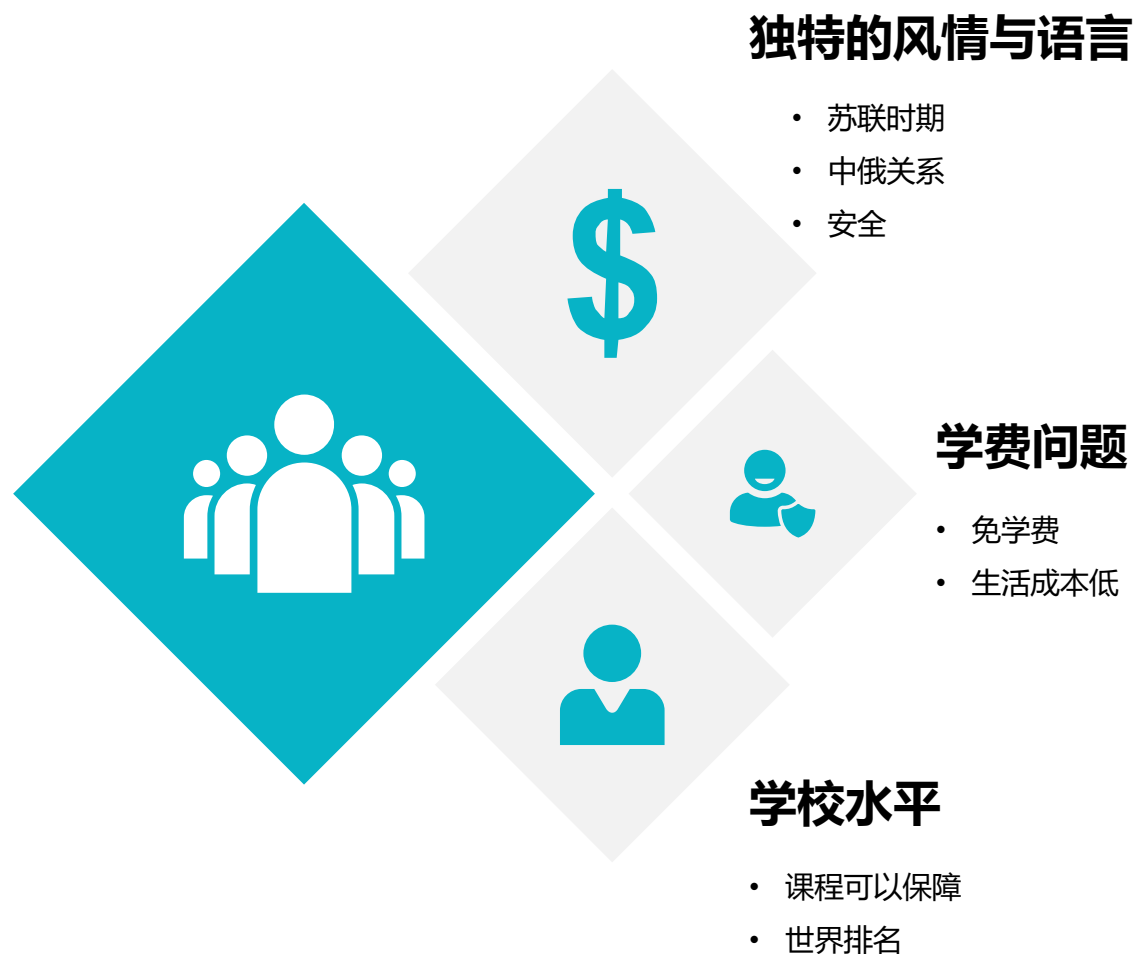 独特的风情与语言
• 苏联时期
• 中俄关系
• 安全
$
学费问题
• 免学费
• 生活成本低
学校水平
• 课程可以保障
• 世界排名